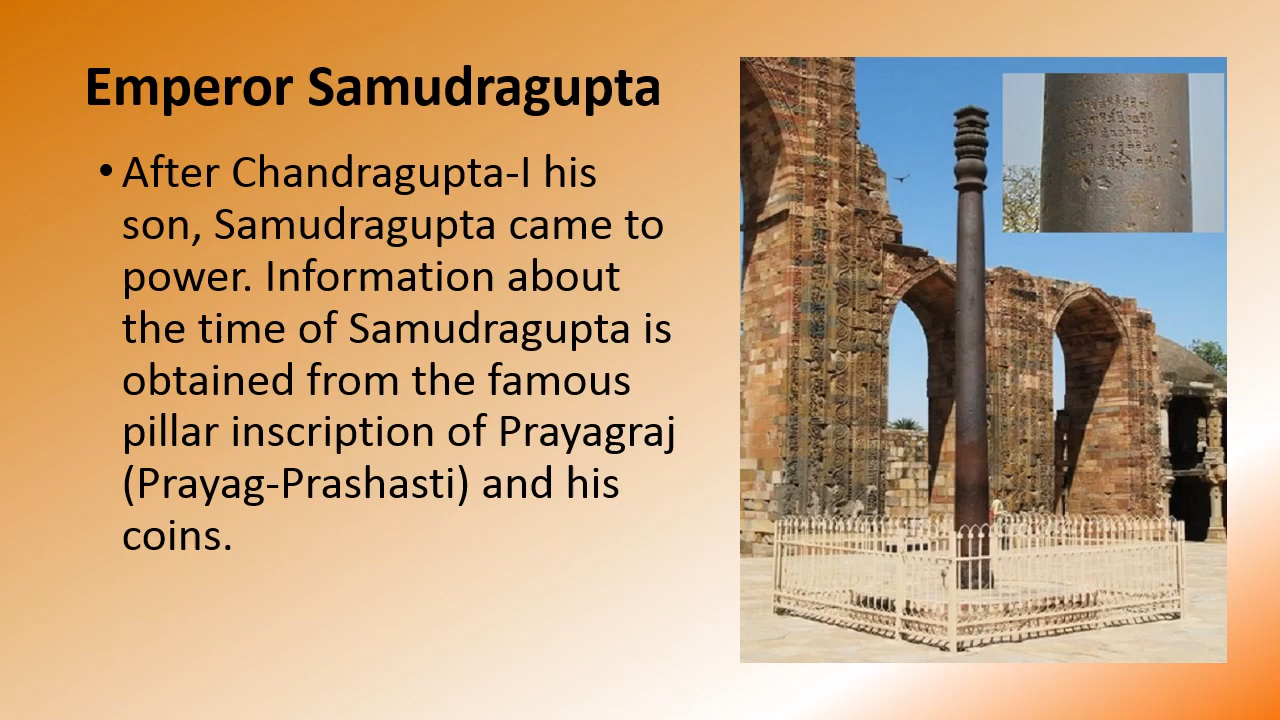 Emperor Samudragupta
• After Chandragupta-I his
son, Samudragupta came to
power. Information about
the time of Samudragupta is
obtained from the famous
pillar inscription of Prayagraj
(Prayag-Prashasti) and his
coins.